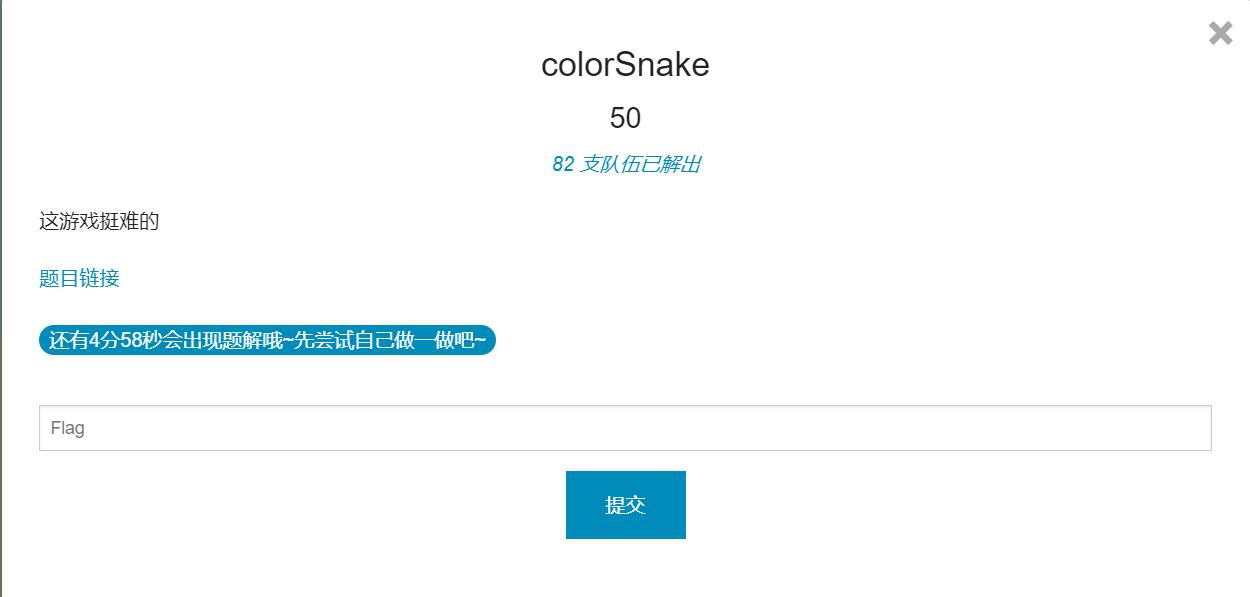 colorSnake
50
82 支队伍已解出
这游戏挺难的
题目链接
还有4分58秒会出现题解哦~先尝试自己做一做吧~
Flag
提交